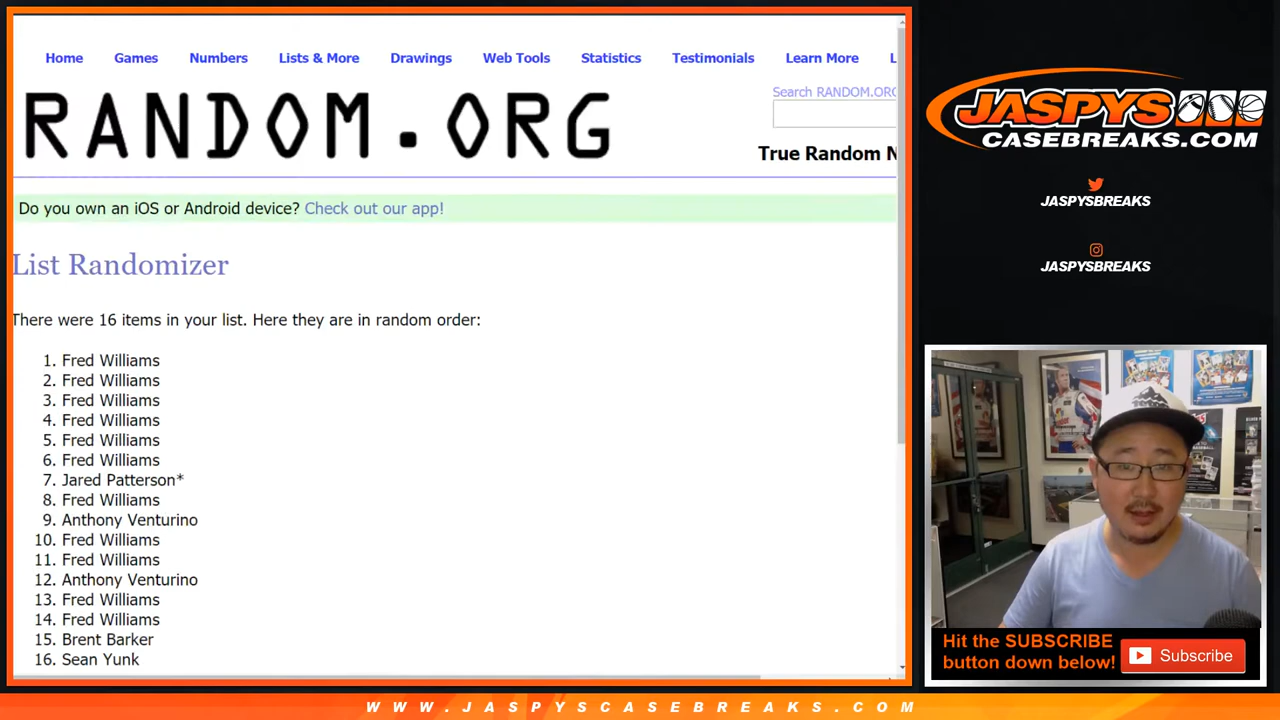 Home Games Numbers Lists & More Drawings Web Tools Statistics Testimonials Learn More L
Search RANDOM.ORG
RANDOM.ORG
True Random N
Do you own an iOS or Android device? Check out our app!
List Randomizer
There were 16 items in your list. Here they are in random order:
1. Fred Williams
2. Fred Williams
3. Fred Williams
4. Fred Williams
5. Fred Williams
6. Fred Williams
7. Jared Patterson*
8. Fred Williams
9. Anthony Venturino
10. Fred Williams
11. Fred Williams
12. Anthony Venturino
13. Fred Williams
14. Fred Williams
15. Brent Barker
16. Sean Yunk
JASPYS
CASEBREAKS.COM
JASPYSBREAKS
JASPYSBREAKS
Hit the SUBSCRIBE
button down below!
Subscribe
WWW.JASPYSCASEBREAKS.COM